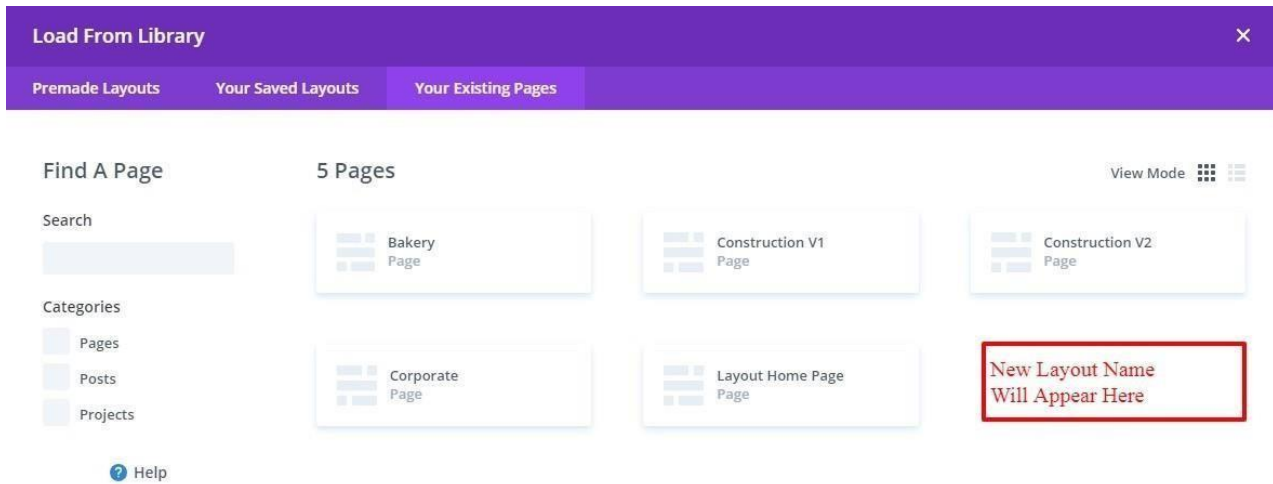 Load From Library
Premade Layouts Your Saved Layouts Your Existing Pages
Find A Page
Search
Categories
Pages
Posts
Projects
Help
5 Pages
View Mode
Bakery
Page
Construction V1
Page
Construction V2
Page
Corporate
Page
Layout Home Page
Page
New Layout Name
Will Appear Here